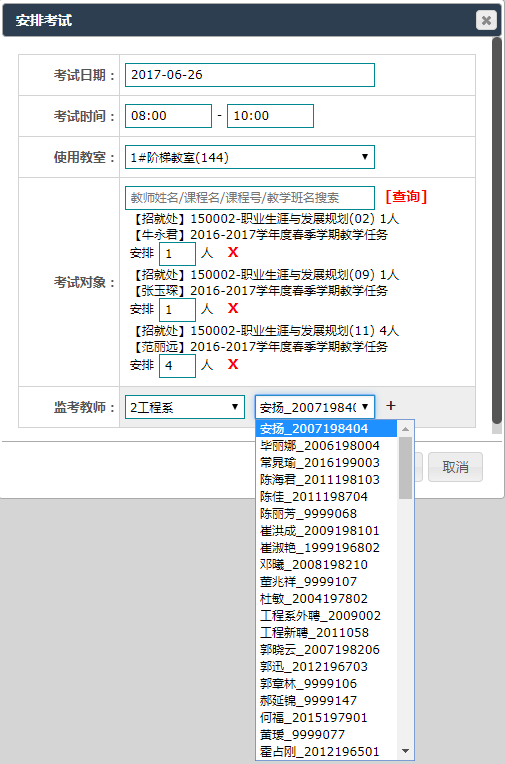 安排考试
考试日期： 2017-06-26
考试时间： 08:00 - 10:00
使用教室： 1#阶梯教室(144)
教师姓名/课程名/课程号/教学班名搜索 [查询]
考试对象：
【招就处】150002-职业生涯与发展规划(02) 1人
【牛永君】2016-2017学年度春季学期教学任务
安排 1 人 X
【招就处】150002-职业生涯与发展规划(09) 1人
【张玉琛】2016-2017学年度春季学期教学任务
安排 1 人 X
【招就处】150002-职业生涯与发展规划(11) 4人
【范丽远】2016-2017学年度春季学期教学任务
安排 4 人 X
监考教师： 2工程系 安扬_200719840 +
安扬_2007198404
毕丽娜_2006198004
常晁瑜_2016199003
陈海君_2011198103
陈佳_2011198704
陈丽芳_9999068
崔洪成_2009198101
崔淑艳_1999196802
邓曦_2008198210
董兆祥_9999107
杜敏_2004197802
工程系外聘_2009002
工程新聘_2011058
郭晓云_2007198206
郭迅_2012196703
郭章林_9999106
郝延锦_9999147
何福_2015197901
黄瑷_9999077
霍占刚_2012196501
取消